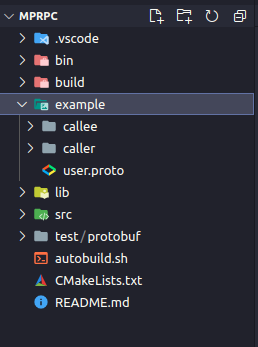 MPRPC
.vscode
bin
build
example
callee
caller
user.proto
lib
src
test/protobuf
autobuild.sh
CMakeLists.txt
README.md